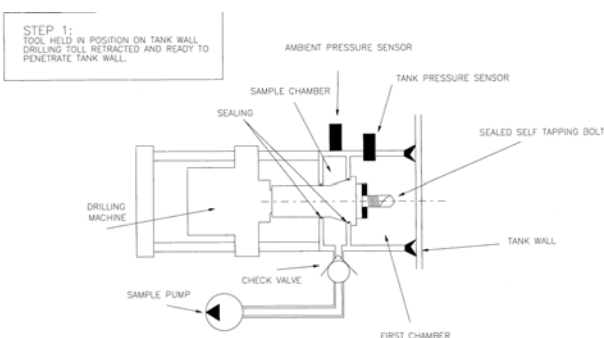 STEP 1:
TOOL HELD IN POSITION ON TANK WALL
DRILLING TOLL RETRACTED AND READY TO
PENETRATE TANK WALL.
AMBIENT PRESSURE SENSOR
TANK PRESSURE SENSOR
SAMPLE CHAMBER
SEALING
SEALED SELF TAPPING BOLT
DRILLING
MACHINE
TANK WALL
CHECK VALVE
SAMPLE PUMP
FIRST CHAMBER